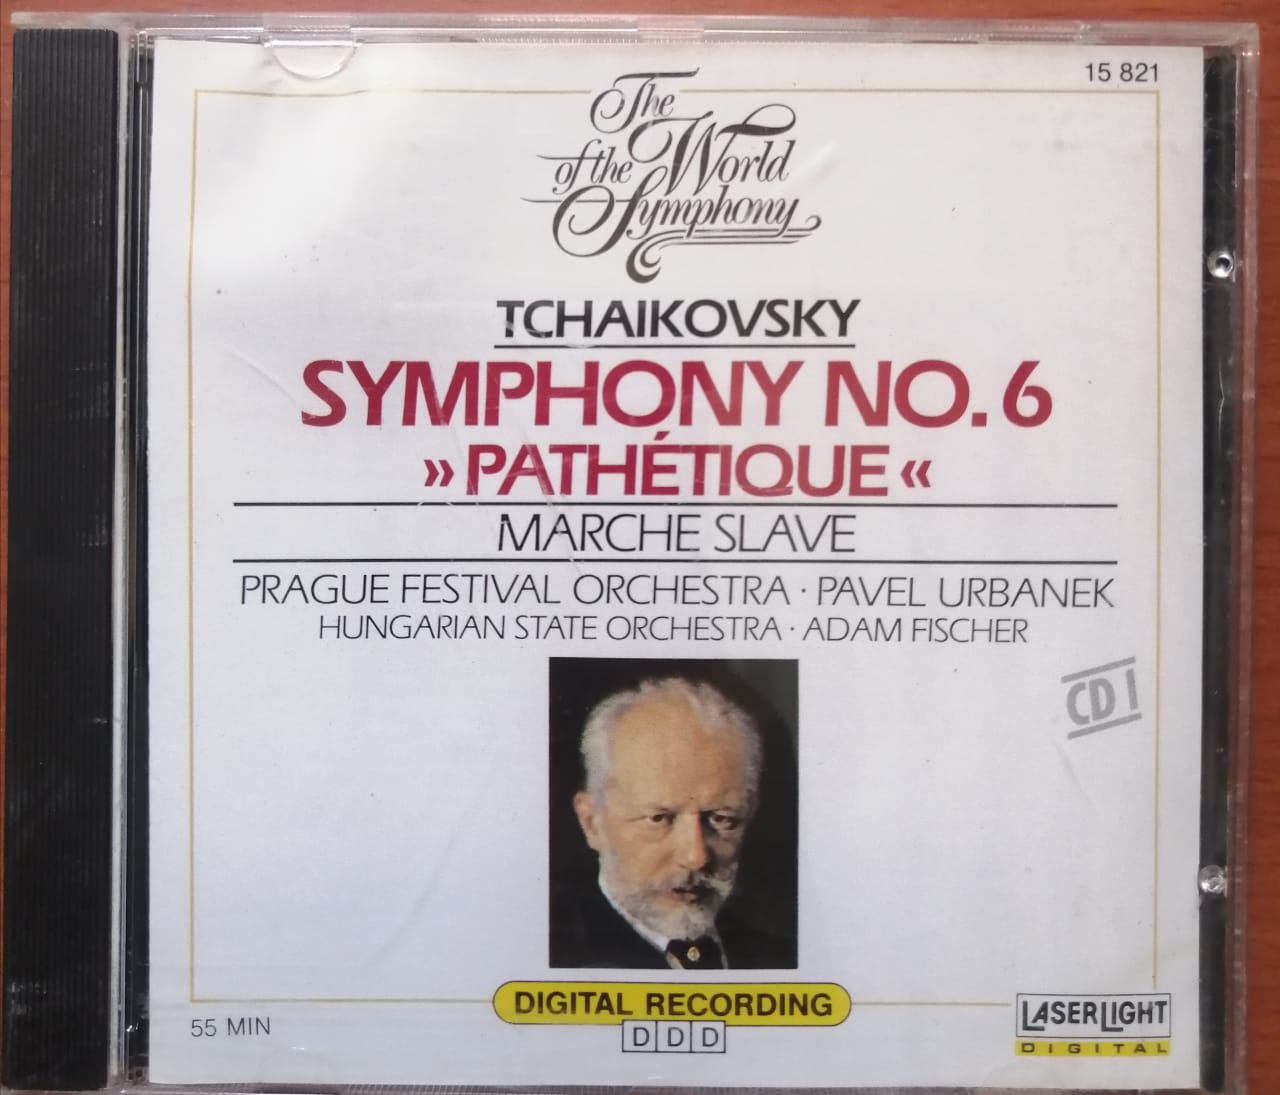 15 821
The World
of the Symphony
TCHAIKOVSKY
SYMPHONY NO. 6
»PATHÉTIQUE«
MARCHE SLAVE
PRAGUE FESTIVAL ORCHESTRA · PAVEL URBANEK
HUNGARIAN STATE ORCHESTRA · ADAM FISCHER
CD 1
DIGITAL RECORDING
DDD
55 MIN
LASERLIGHT
DIGITAL